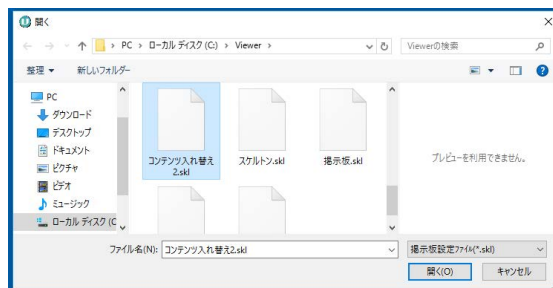 開く
PC > ローカル ディスク (C:) > Viewer >
Viewerの検索
整理 新しいフォルダー
PC
ダウンロード
デスクトップ
ドキュメント
ピクチャ
ビデオ
ミュージック
ローカル ディスク (C
コンテンツ入れ替え
2.skl
スケルトン.skl
掲示板.skl
プレビューを利用できません。
ファイル名(N): コンテンツ入れ替え2.skl
掲示板設定ファイル(*.skl)
開く(O) キャンセル